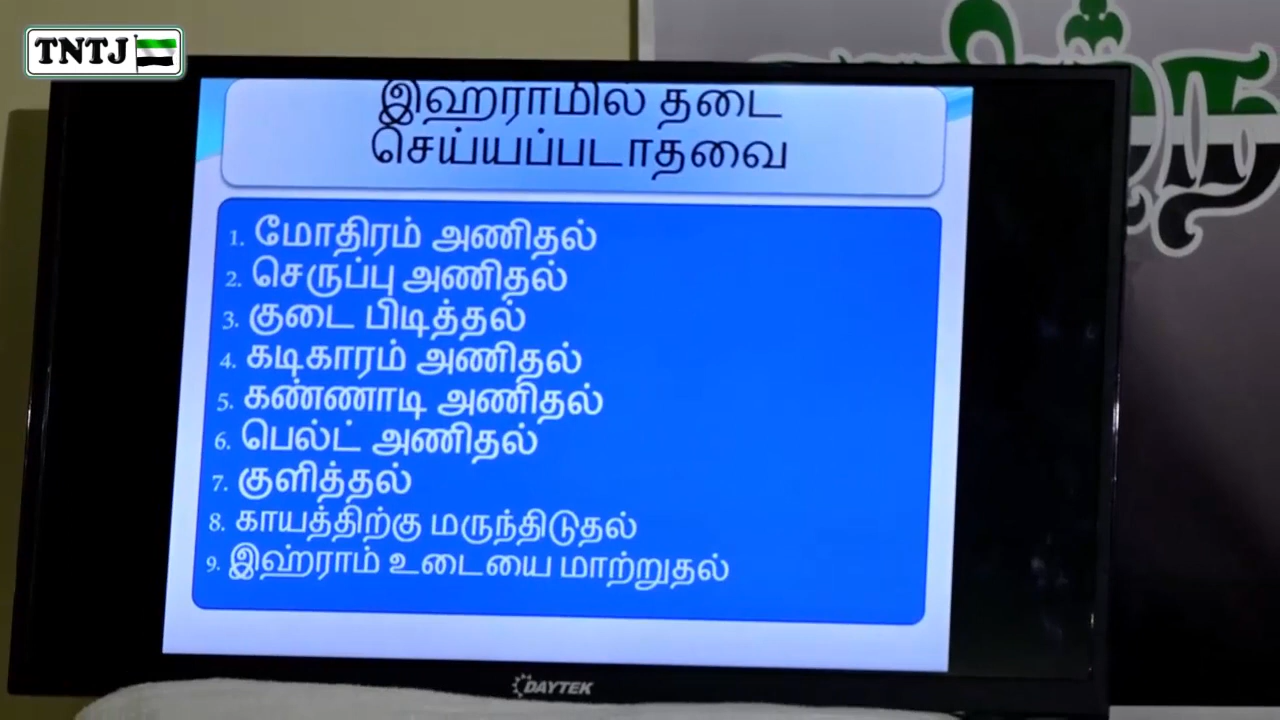 TNTJ
இஹ்ராமில் தடை
செய்யப்படாதவை
1. மோதிரம் அணிதல்
2. செருப்பு அணிதல்
3. குடை பிடித்தல்
4. கடிகாரம் அணிதல்
5. கண்ணாடி அணிதல்
6. பெல்ட் அணிதல்
7. குளித்தல்
8. காயத்திற்கு மருந்திடுதல்
9. இஹ்ராம் உடையை மாற்றுதல்
DAYTEK